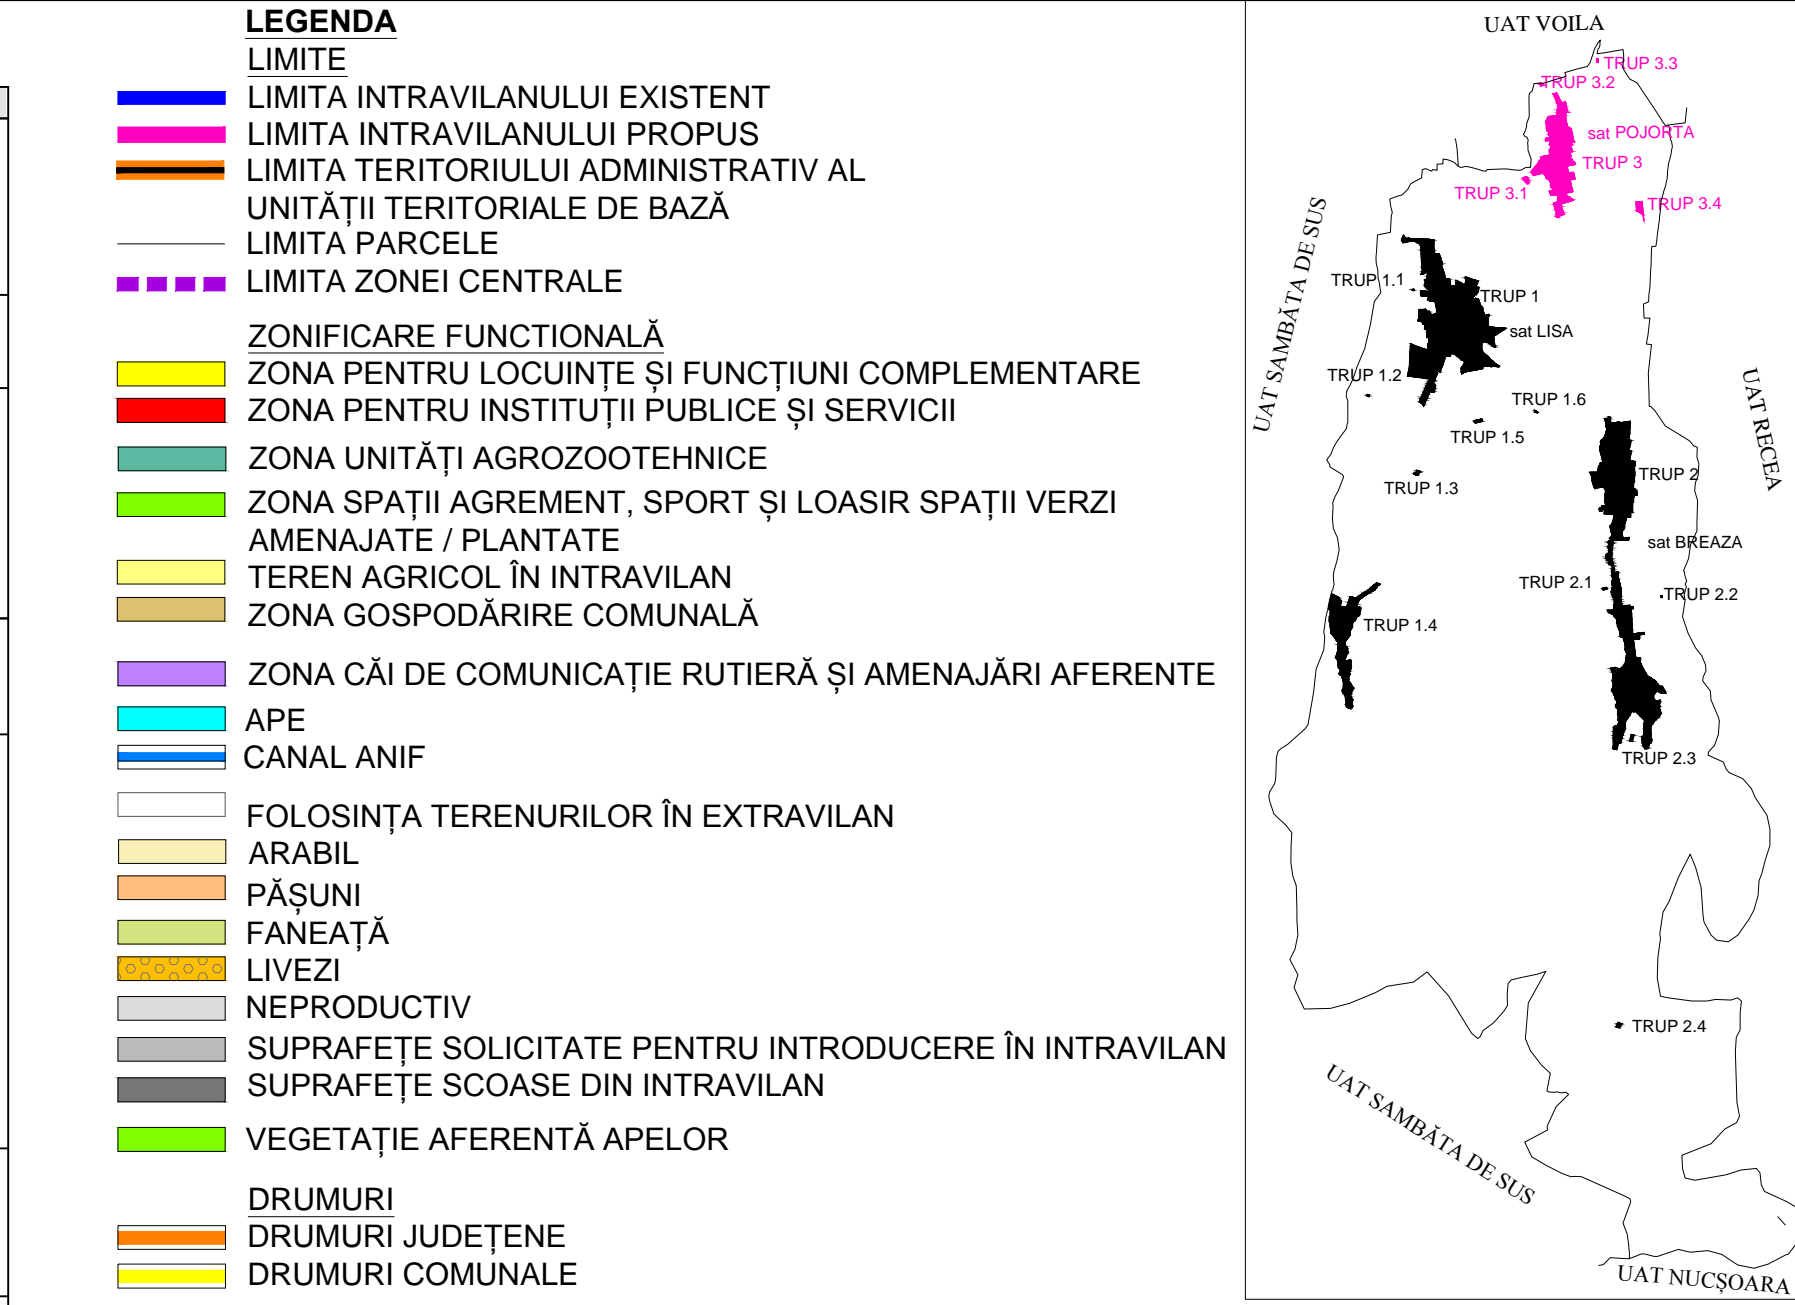 LEGENDA
LIMITE
LIMITA INTRAVILANULUI EXISTENT
LIMITA INTRAVILANULUI PROPUS
LIMITA TERITORIULUI ADMINISTRATIV AL
UNITĂȚII TERITORIALE DE BAZĂ
LIMITA PARCELE
LIMITA ZONEI CENTRALE
ZONIFICARE FUNCTIONALĂ
ZONA PENTRU LOCUINȚE ȘI FUNCȚIUNI COMPLEMENTARE
ZONA PENTRU INSTITUȚII PUBLICE ȘI SERVICII
ZONA UNITĂȚI AGROZOOTEHNICE
ZONA SPAȚII AGREMENT, SPORT ȘI LOASIR SPAȚII VERZI
AMENAJATE / PLANTATE
TEREN AGRICOL ÎN INTRAVILAN
ZONA GOSPODĂRIRE COMUNALĂ
ZONA CĂI DE COMUNICAȚIE RUTIERĂ ȘI AMENAJĂRI AFERENTE
APE
CANAL ANIF
FOLOSINȚA TERENURILOR ÎN EXTRAVILAN
ARABIL
PĂȘUNI
FANEAȚĂ
LIVEZI
NEPRODUCTIV
SUPRAFEȚE SOLICITATE PENTRU INTRODUCERE ÎN INTRAVILAN
SUPRAFEȚE SCOASE DIN INTRAVILAN
VEGETAȚIE AFERENTĂ APELOR
DRUMURI
DRUMURI JUDEȚENE
DRUMURI COMUNALE
UAT VOILA
TRUP 3.3
TRUP 3.2
sat POJORTA
TRUP 3
TRUP 3.1
TRUP 3.4
UAT SAMBĂTA DE SUS
TRUP 1.1
TRUP 1
sat LISA
TRUP 1.2
TRUP 1.6
TRUP 1.5
UAT RECEA
TRUP 2
TRUP 1.3
sat BREAZA
TRUP 2.1
TRUP 2.2
TRUP 1.4
TRUP 2.3
TRUP 2.4
UAT SAMBĂTA DE SUS
UAT NUCȘOARA